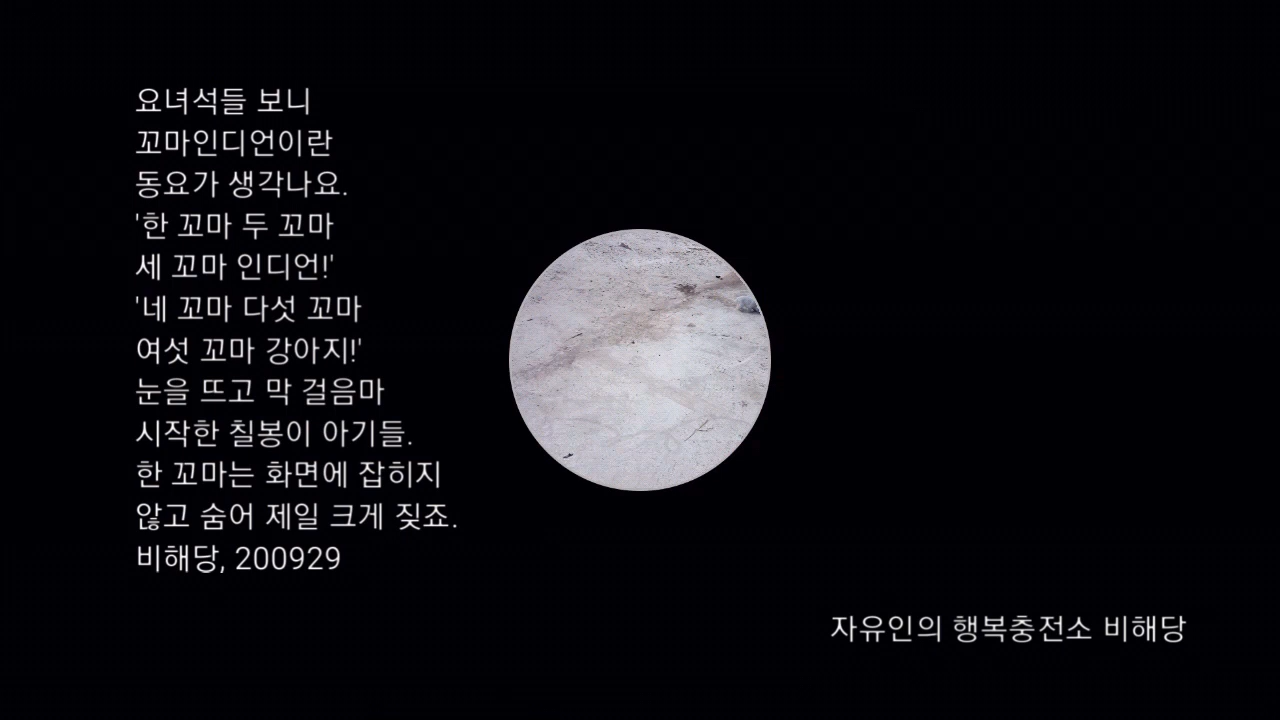 요녀석들 보니
꼬마인디언이란
동요가 생각나요.
'한 꼬마 두 꼬마
세 꼬마 인디언!'
'네 꼬마 다섯 꼬마
여섯 꼬마 강아지!'
눈을 뜨고 막 걸음마
시작한 칠봉이 아기들.
한 꼬마는 화면에 잡히지
않고 숨어 제일 크게 짖죠.
비해당, 200929
자유인의 행복충전소 비해당